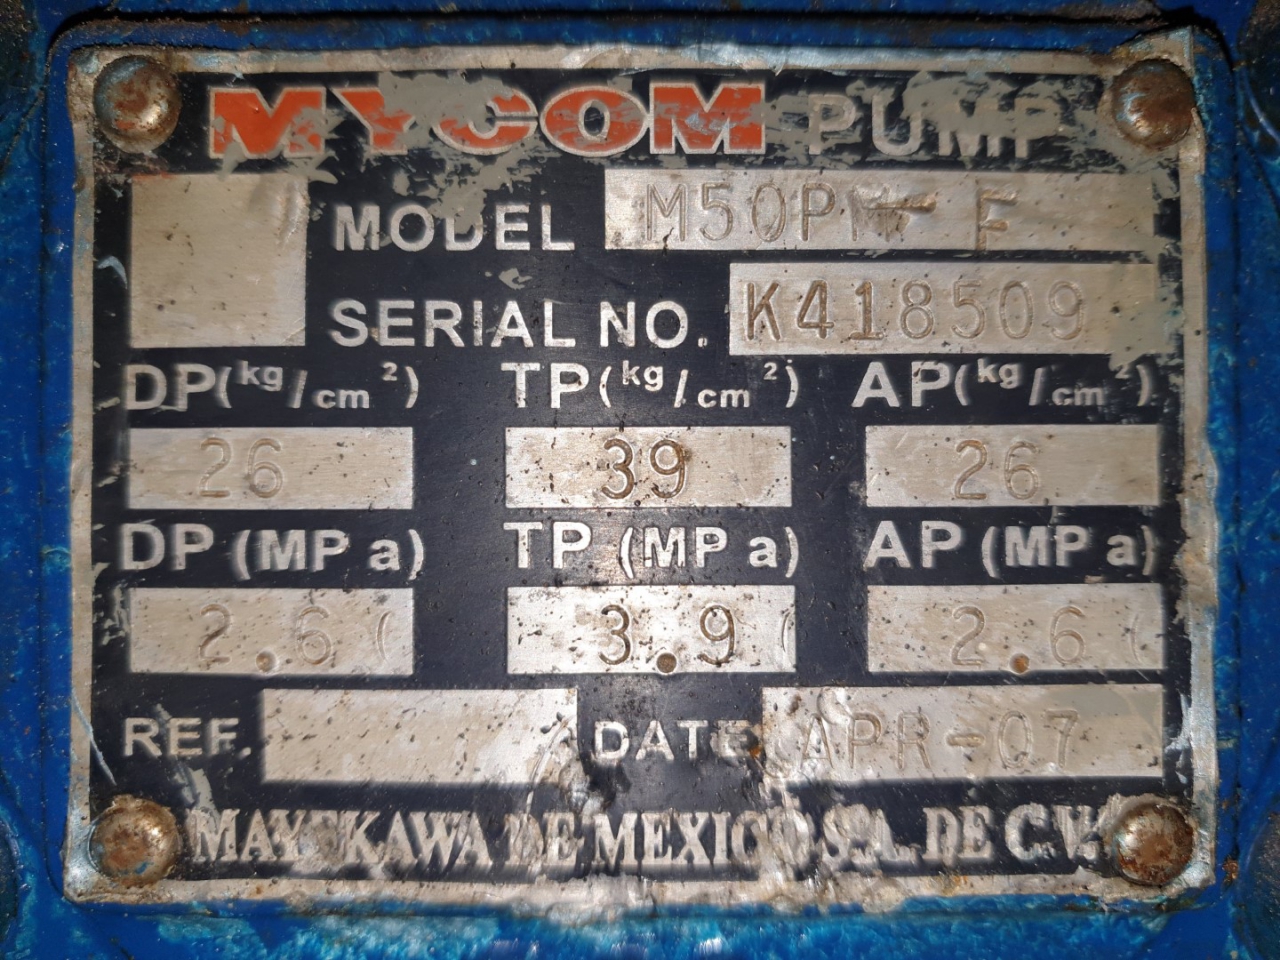 MYCOM PUMP
MODEL M50P - F
SERIAL NO. K418509
DP(kg/cm²) TP(kg/cm²) AP(kg/cm²)
26 39 26
DP (MPa) TP (MPa) AP (MPa)
2.6 3.9 2.6
REF. DATE APR-07
MAYEKAWA DE MEXICO S.A. DE C.V.